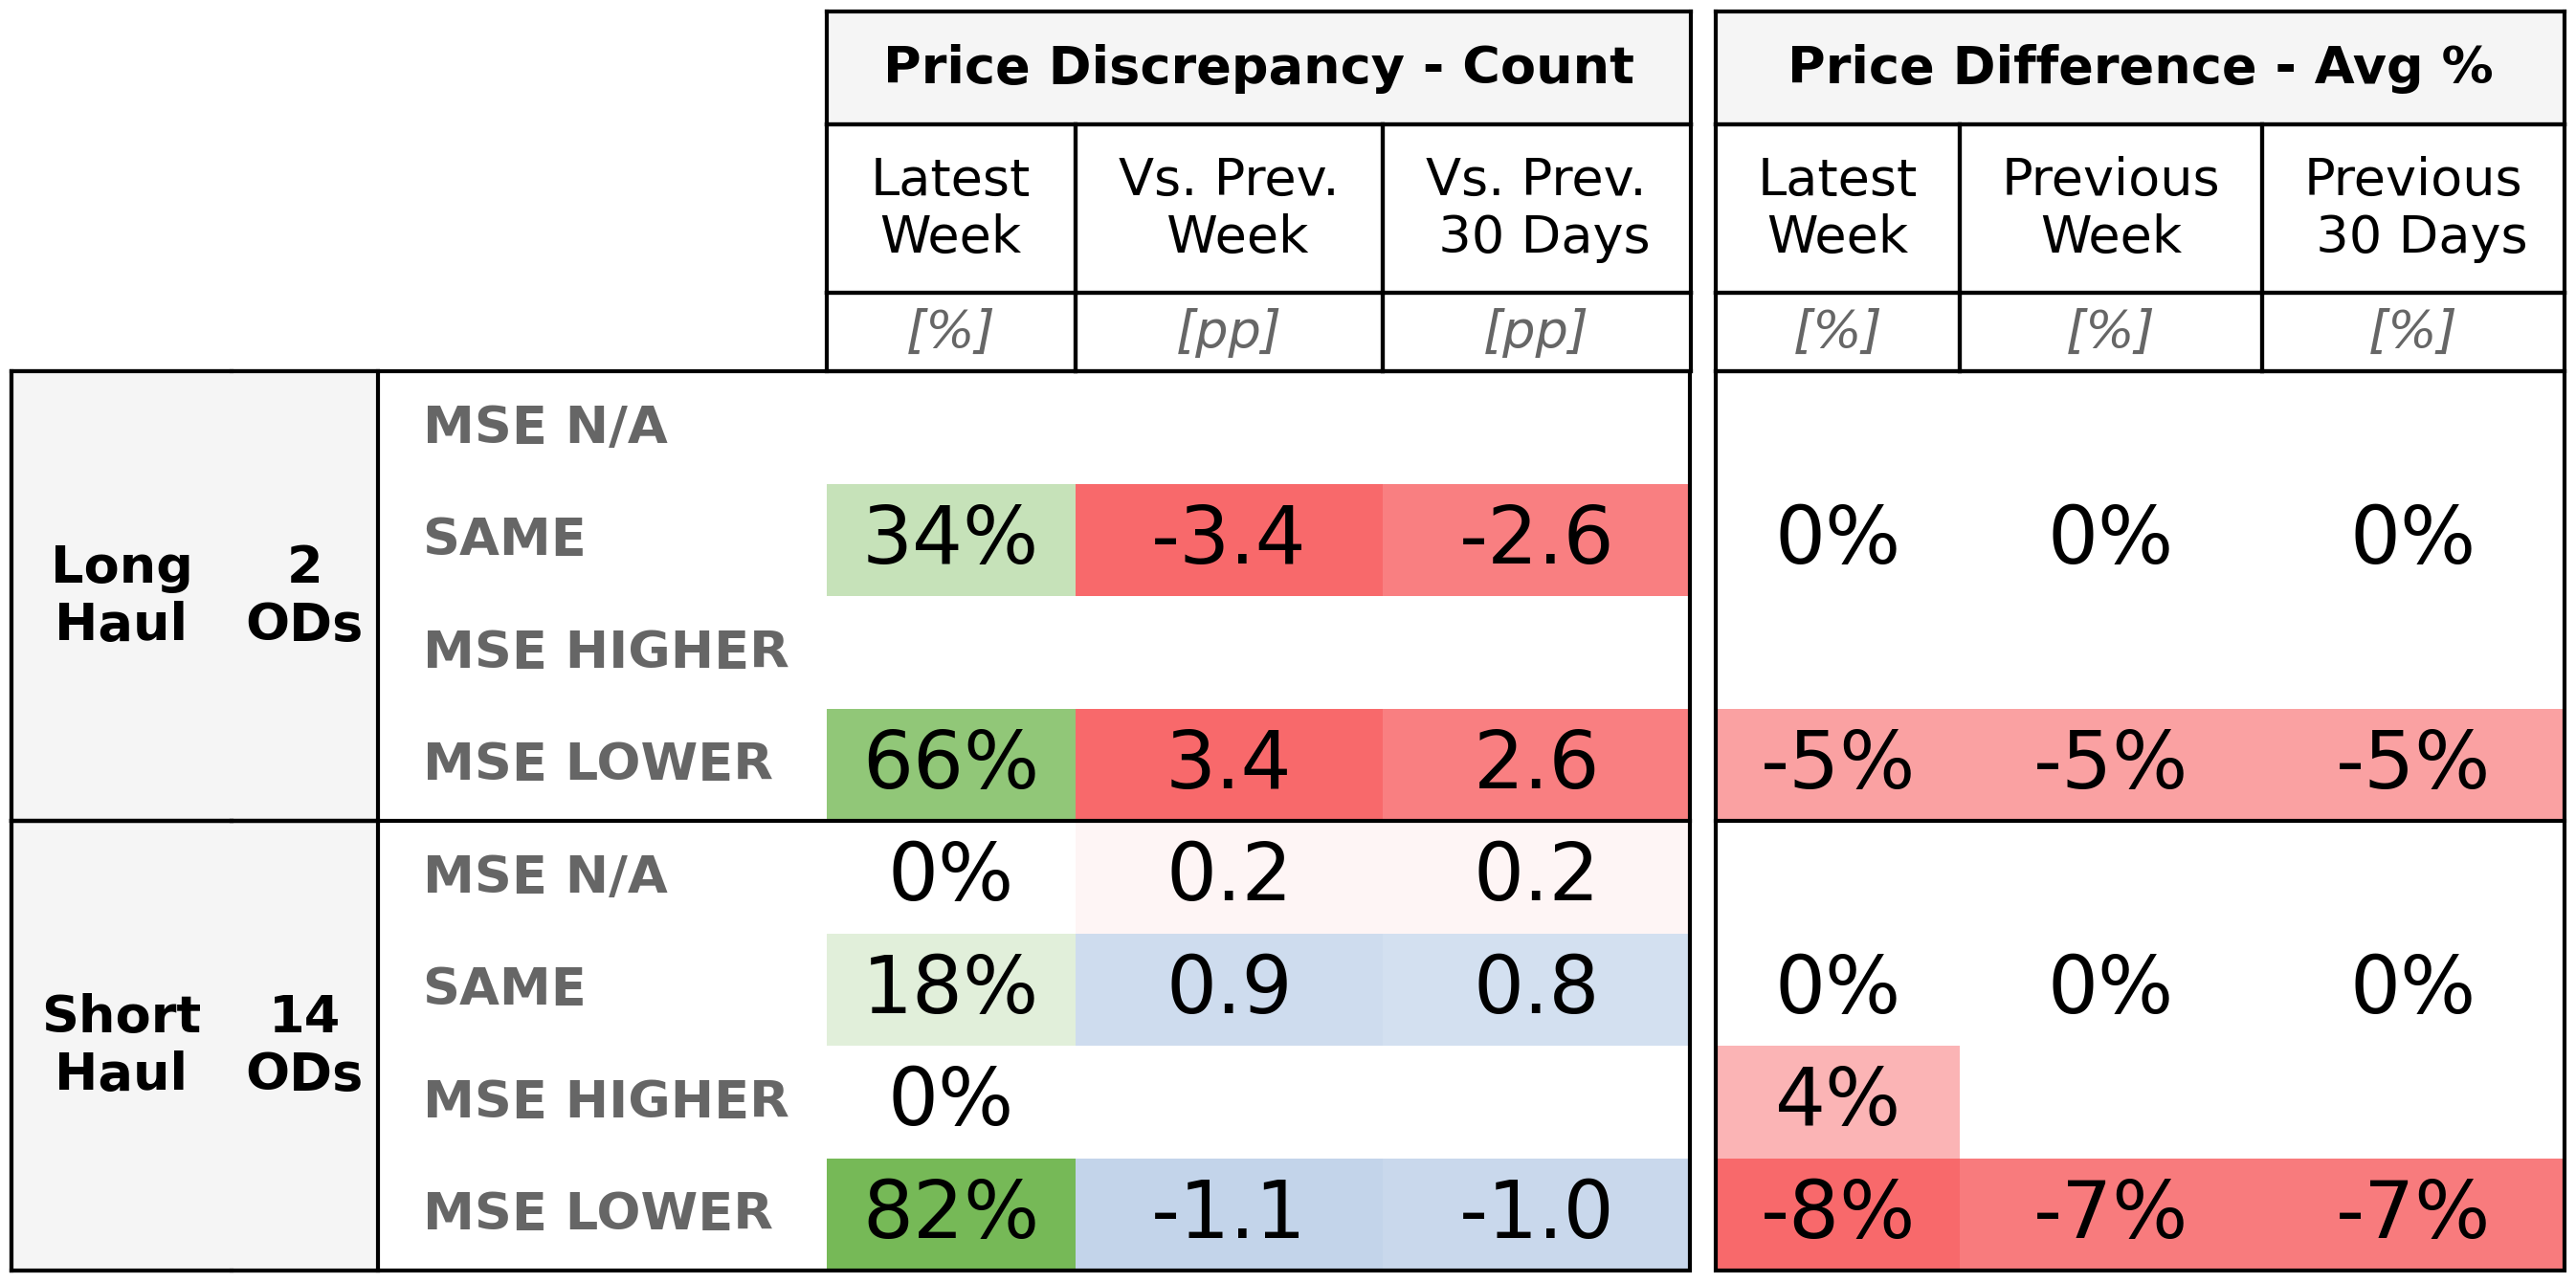 Price Discrepancy - Count Price Difference - Avg %
Latest Week Vs. Prev. Week Vs. Prev. 30 Days Latest Week Previous Week Previous 30 Days
[%] [pp] [pp] [%] [%] [%]
Long Haul 2 ODs
MSE N/A
SAME 34% -3.4 -2.6 0% 0% 0%
MSE HIGHER
MSE LOWER 66% 3.4 2.6 -5% -5% -5%
Short Haul 14 ODs
MSE N/A 0% 0.2 0.2
SAME 18% 0.9 0.8 0% 0% 0%
MSE HIGHER 0% 4%
MSE LOWER 82% -1.1 -1.0 -8% -7% -7%